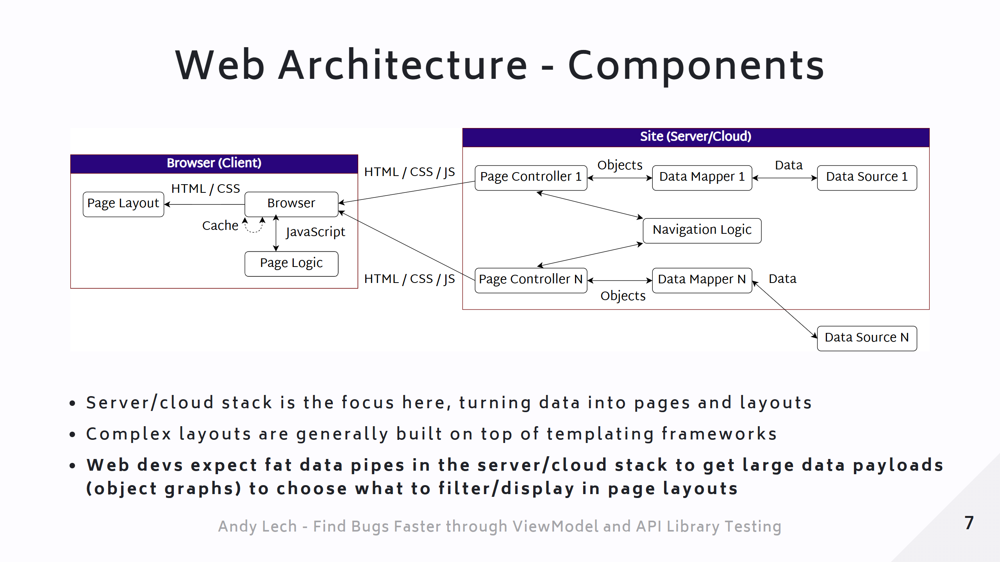 Web Architecture - Components
Site (Server/Cloud)
Browser (Client)
HTML / CSS / JS
Page Controller 1
Objects
Data Mapper 1
Data
Data Source 1
Page Layout
HTML / CSS
Browser
Cache
JavaScript
Page Logic
Navigation Logic
HTML / CSS / JS
Page Controller N
Objects
Data Mapper N
Data
Data Source N
• Server/cloud stack is the focus here, turning data into pages and layouts
• Complex layouts are generally built on top of templating frameworks
• Web devs expect fat data pipes in the server/cloud stack to get large data payloads
(object graphs) to choose what to filter/display in page layouts
Andy Lech - Find Bugs Faster through ViewModel and API Library Testing
7